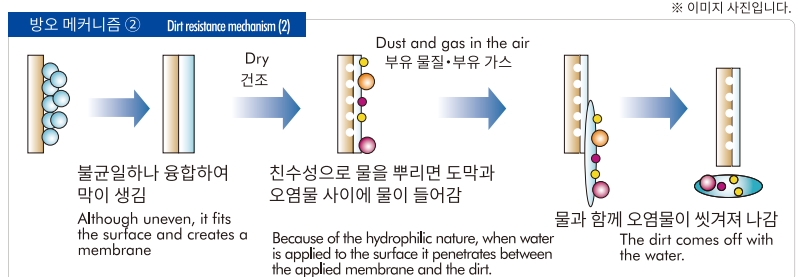 ※ 이미지 사진입니다.
방오 메커니즘 ② Dirt resistance mechanism (2)
Dry
건조
Dust and gas in the air
부유 물질·부유 가스
불균일하나 융합하여
막이 생김
Although uneven, it fits
the surface and creates a
membrane
친수성으로 물을 뿌리면 도막과
오염물 사이에 물이 들어감
Because of the hydrophilic nature, when water
is applied to the surface it penetrates between
the applied membrane and the dirt.
물과 함께 오염물이 씻겨져 나감
The dirt comes off with
the water.